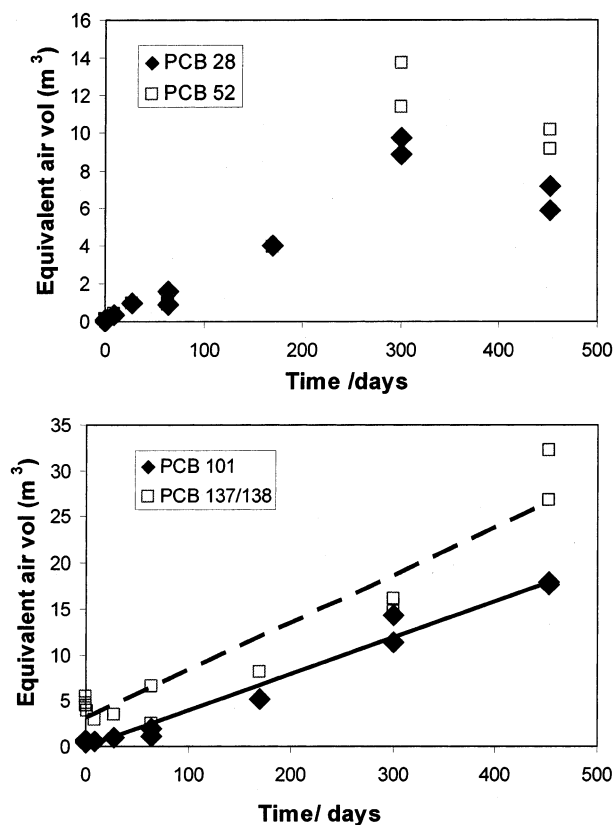 Equivalent air vol (m³)
16
14
12
10
8
6
4
2
0
PCB 28
PCB 52
0 100 200 300 400 500
Time /days
Equivalent air vol (m³)
35
30
25
20
15
10
5
0
PCB 101
PCB 137/138
0 100 200 300 400 500
Time/ days